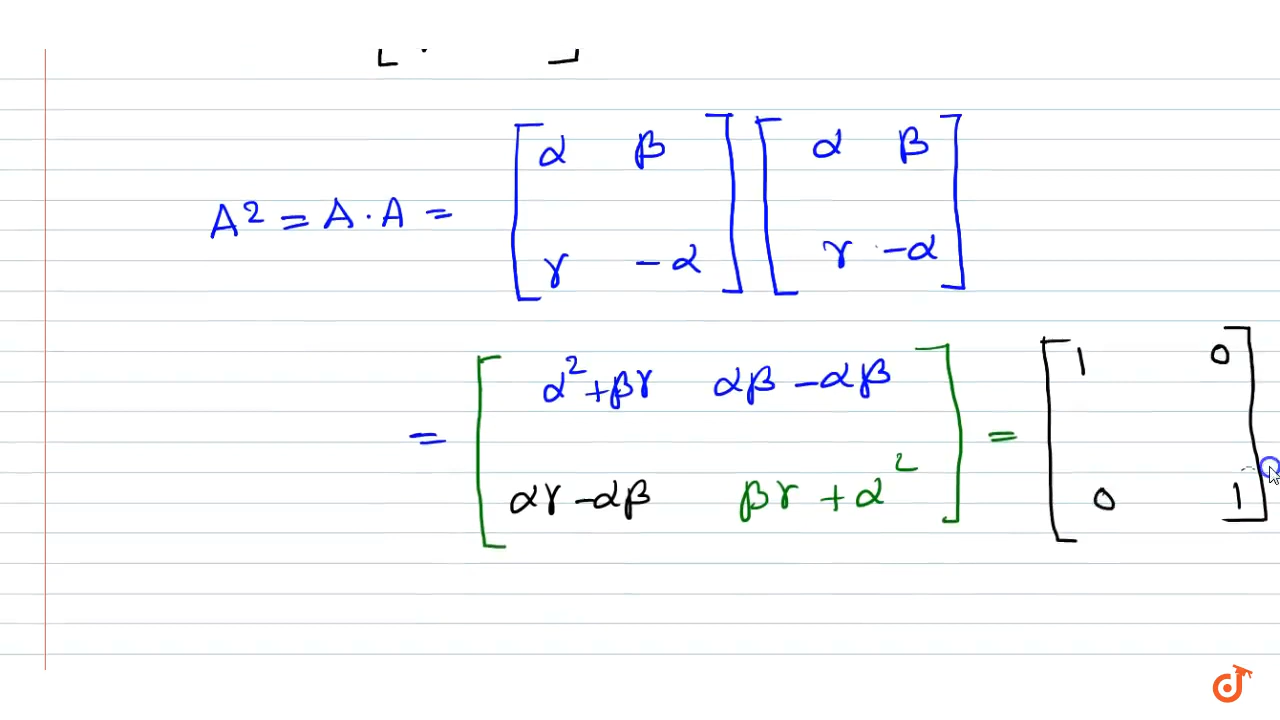 A² = A · A = [α β γ -α] [α β γ -α]
= [α² + βγ αβ - αβ αγ - αβ βγ + α²] = [1 0 0 1]